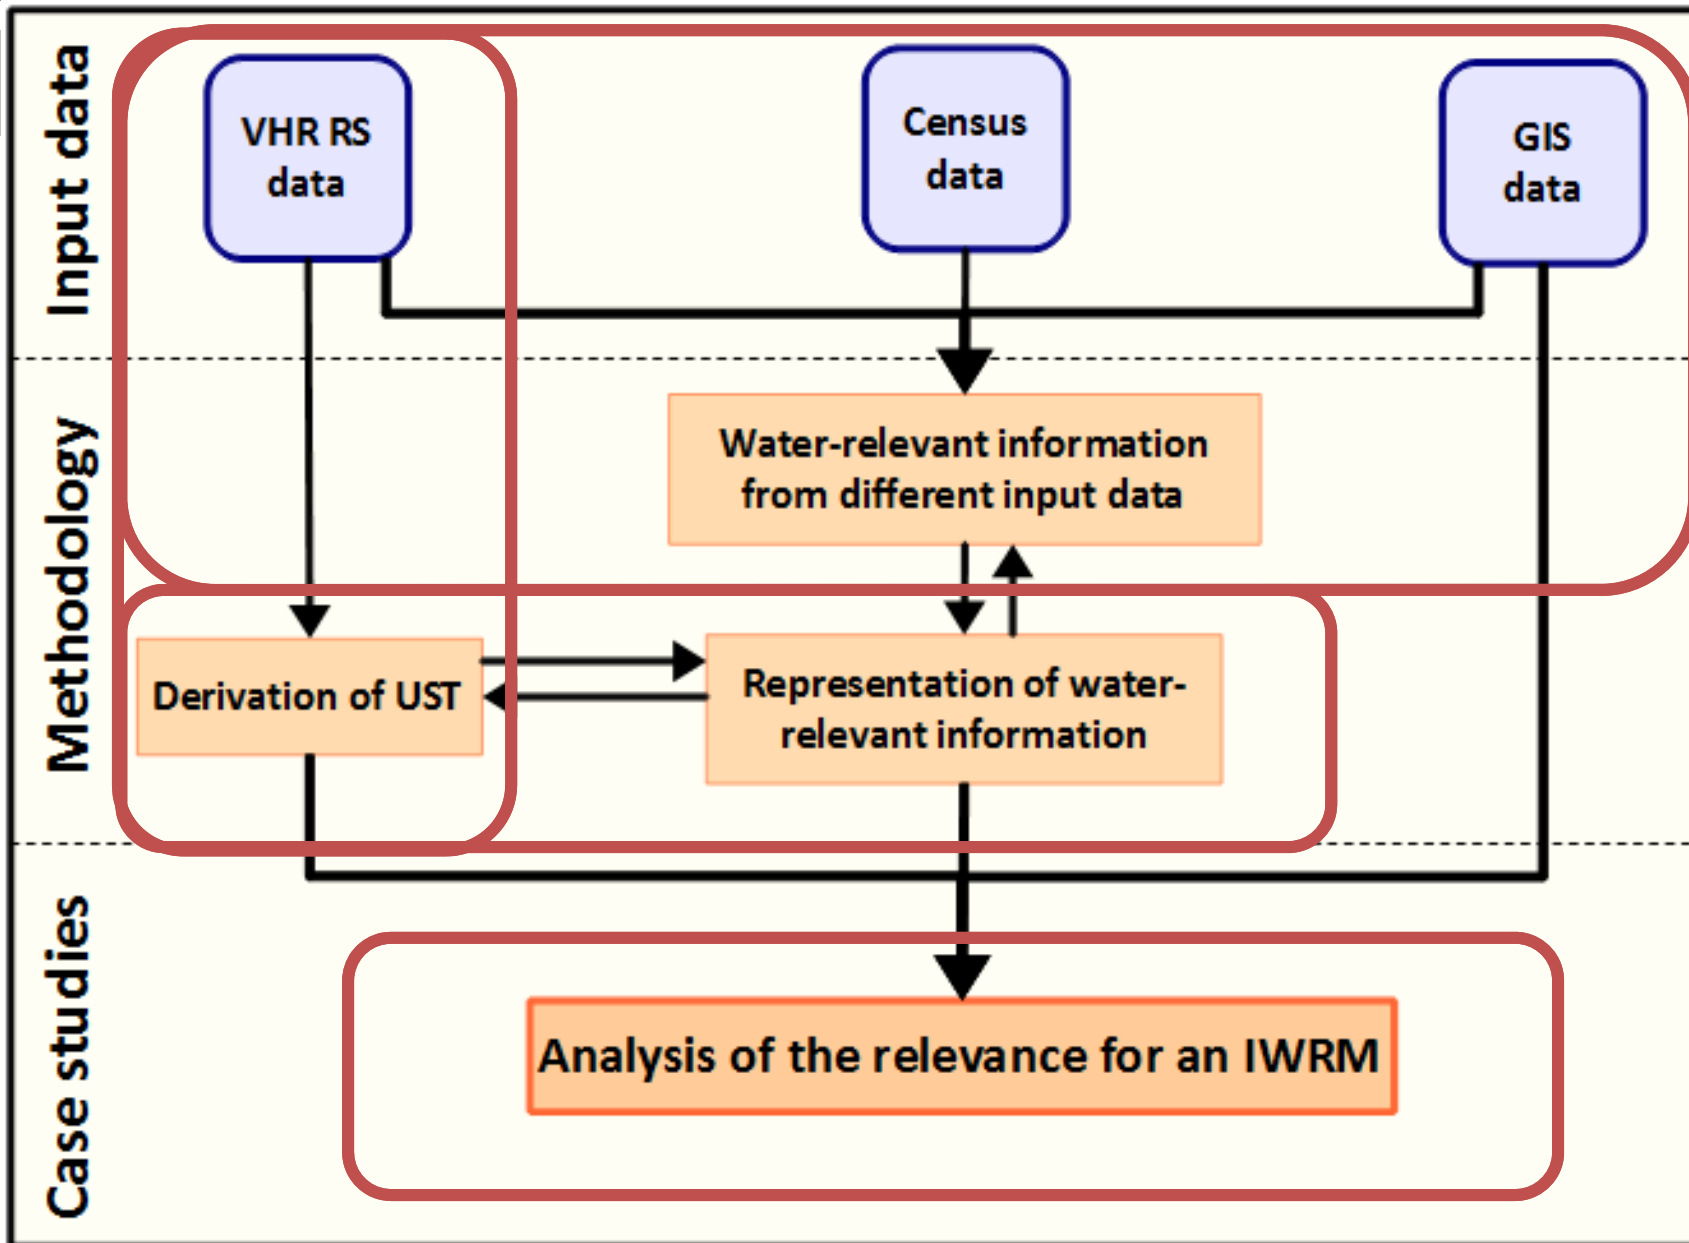 Input data
VHR RS
data
Census
data
GIS
data
Methodology
Water-relevant information
from different input data
Derivation of UST
Representation of water-
relevant information
Case studies
Analysis of the relevance for an IWRM